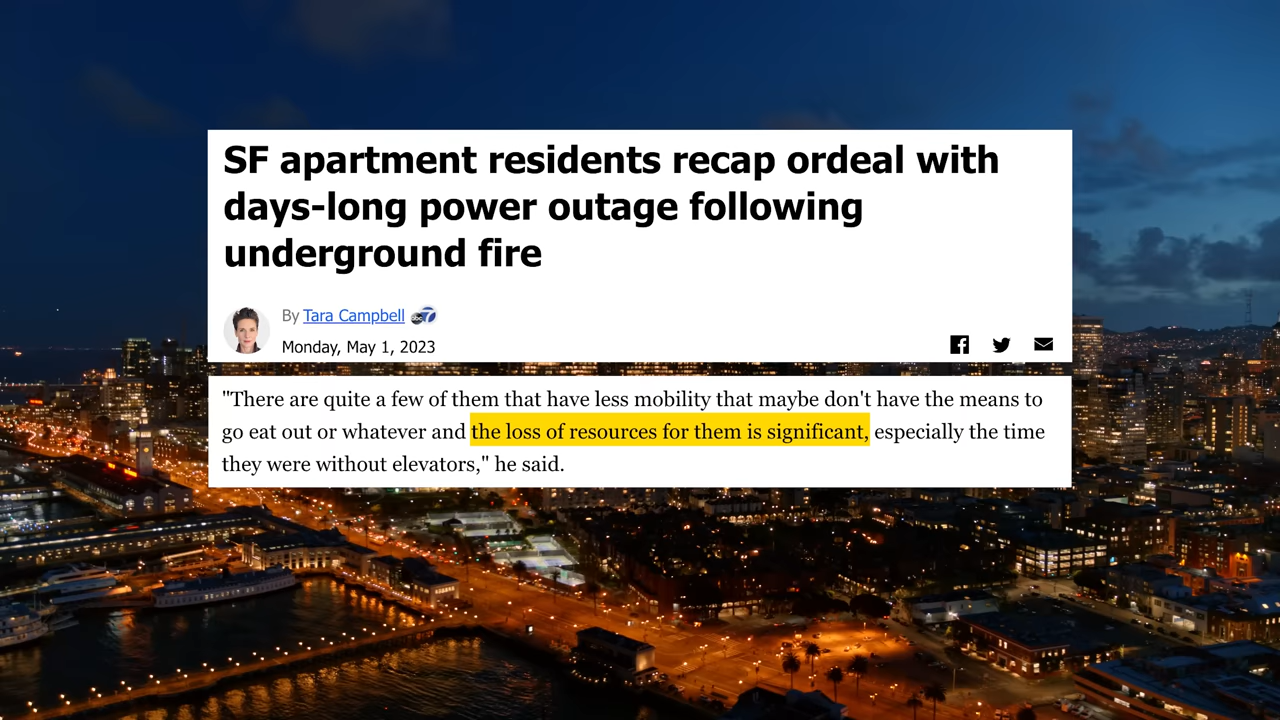 SF apartment residents recap ordeal with
days-long power outage following
underground fire
By Tara Campbell abc 7
Monday, May 1, 2023
"There are quite a few of them that have less mobility that maybe don't have the means to
go eat out or whatever and the loss of resources for them is significant, especially the time
they were without elevators," he said.